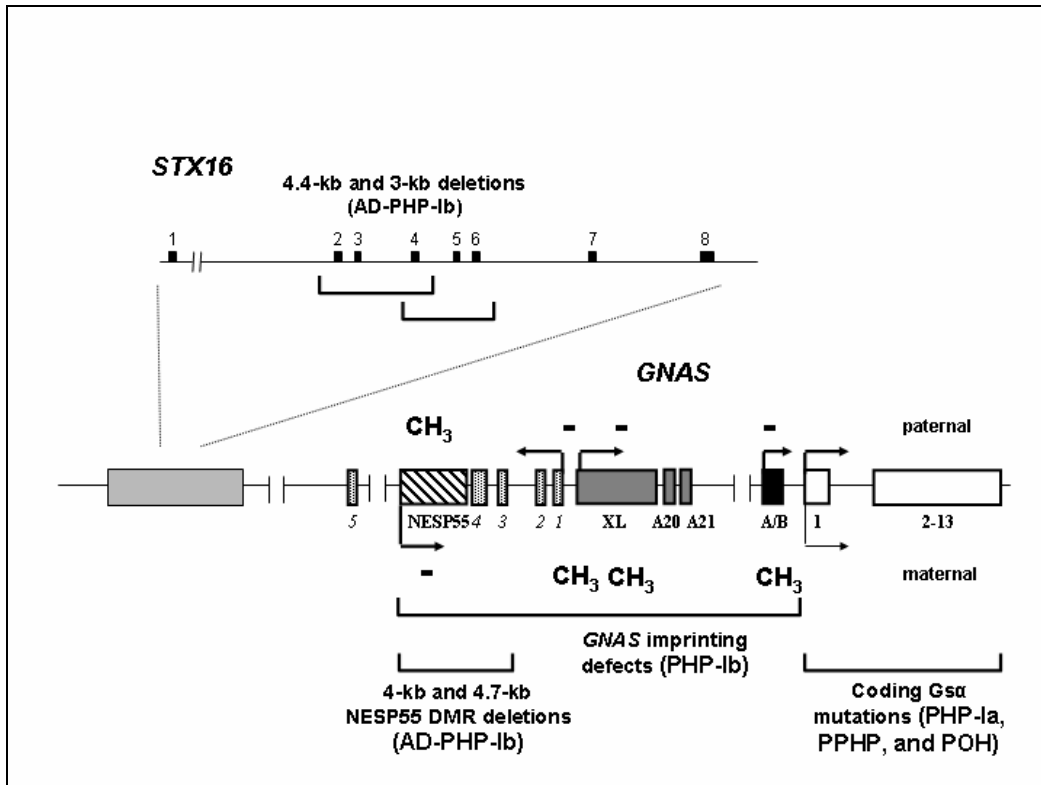 STX16
4.4-kb and 3-kb deletions
(AD-PHP-Ib)
1 2 3 4 5 6 7 8
GNAS
CH3
- - - paternal
5 NESP55 4 3 2 1 XL A20 A21 A/B 1 2-13
- CH3 CH3 CH3 maternal
GNAS imprinting
defects (PHP-Ib)
4-kb and 4.7-kb
NESP55 DMR deletions
(AD-PHP-Ib)
Coding Gsα
mutations (PHP-Ia,
PPHP, and POH)